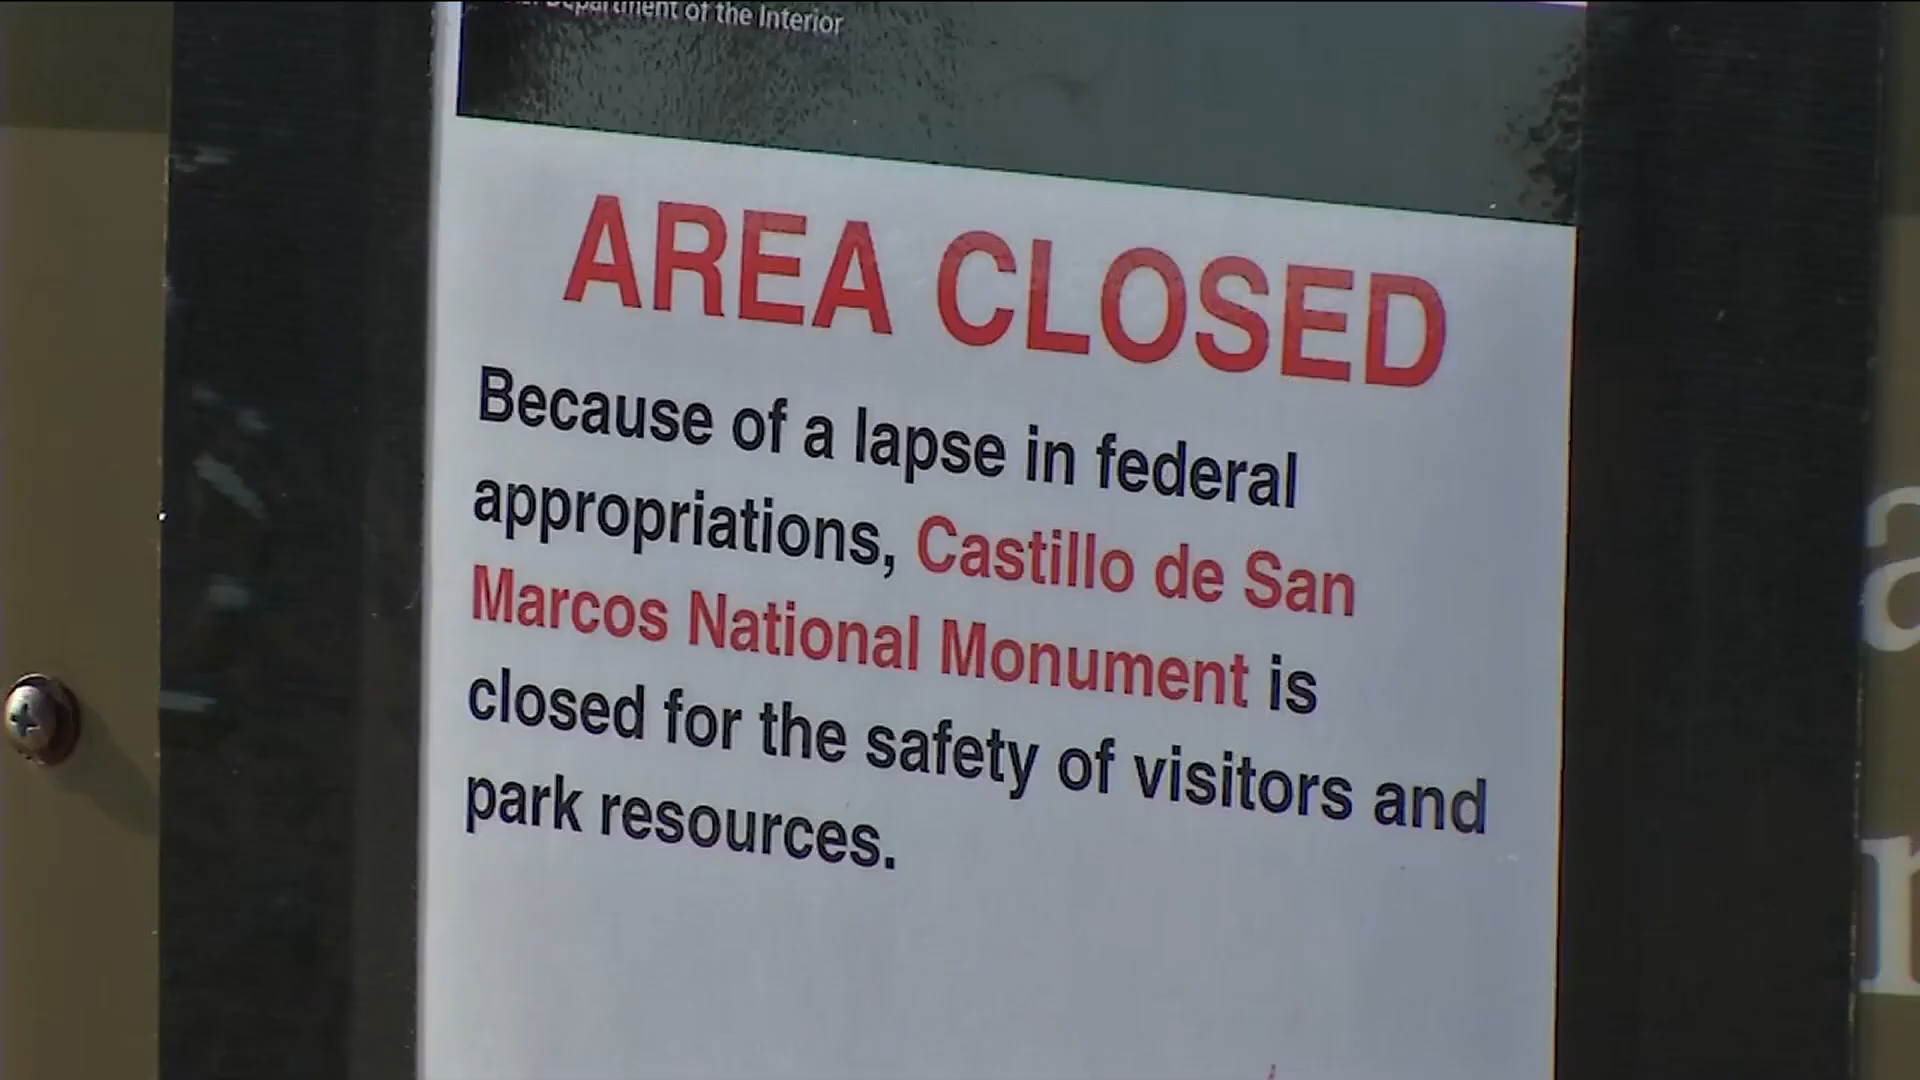 Department of the Interior
AREA CLOSED
Because of a lapse in federal
appropriations, Castillo de San
Marcos National Monument is
closed for the safety of visitors and
park resources.
a